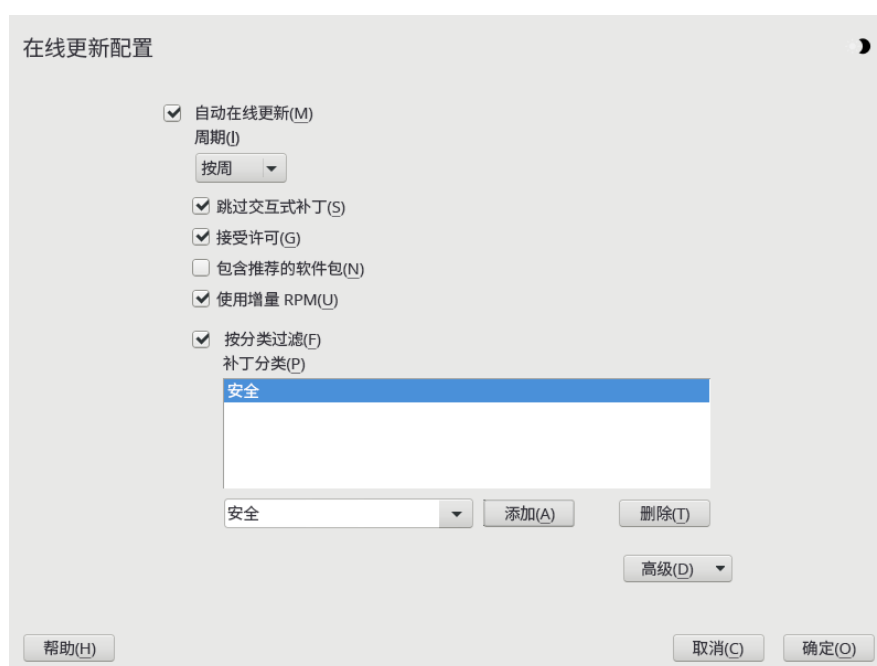 在线更新配置
自动在线更新(M)
周期(I)
按周
跳过交互式补丁(S)
接受许可(G)
包含推荐的软件包(N)
使用增量 RPM(U)
按分类过滤(F)
补丁分类(P)
安全
安全 添加(A) 删除(T)
高级(D)
帮助(H) 取消(C) 确定(O)